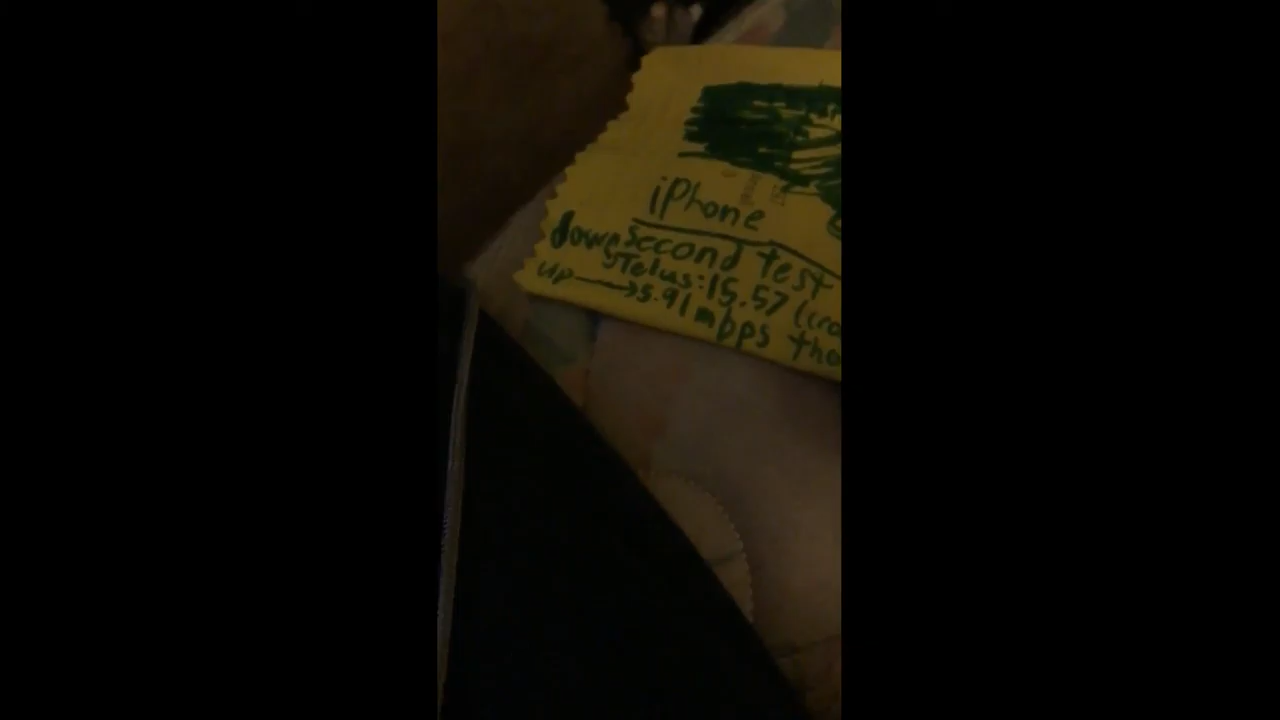 iPhone
second test
down Telus: 15.57
up → 5.91 mbps